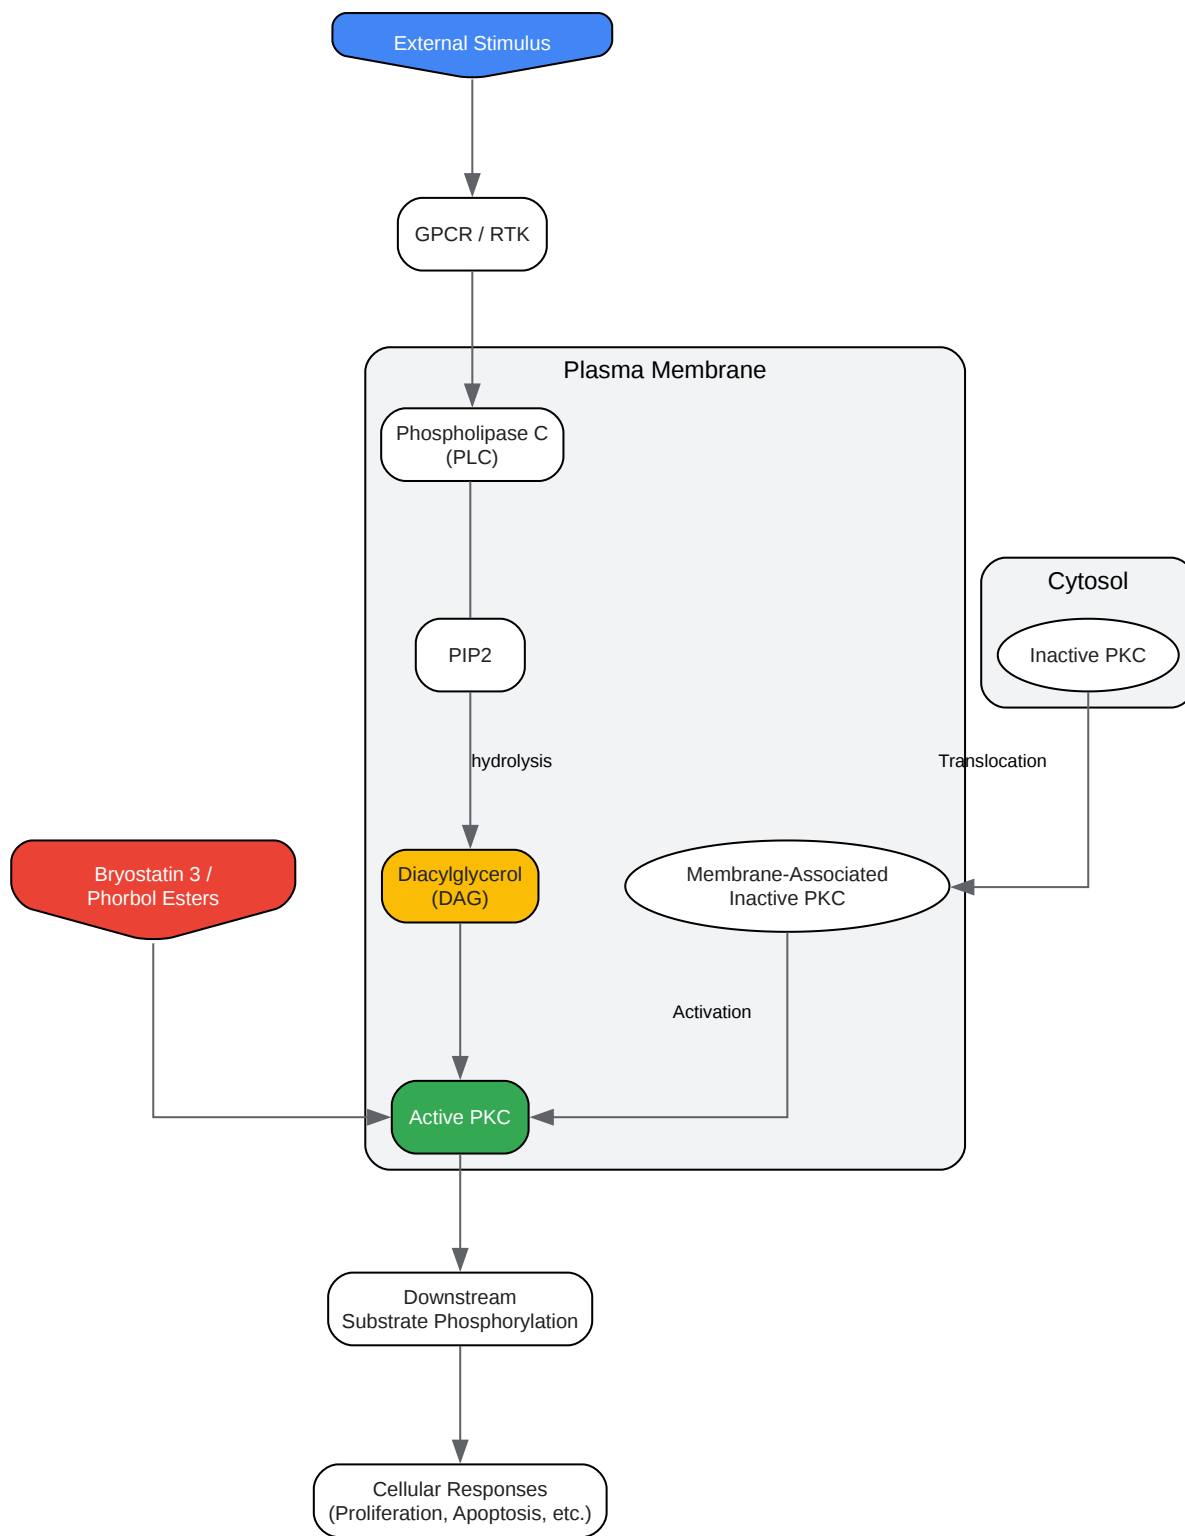 External Stimulus
GPCR / RTK
Plasma Membrane
Phospholipase C
(PLC)
Cytosol
PIP2
Inactive PKC
hydrolysis
Translocation
Bryostatin 3 /
Phorbol Esters
Diacylglycerol
(DAG)
Membrane-Associated
Inactive PKC
Activation
Active PKC
Downstream
Substrate Phosphorylation
Cellular Responses
(Proliferation, Apoptosis, etc.)